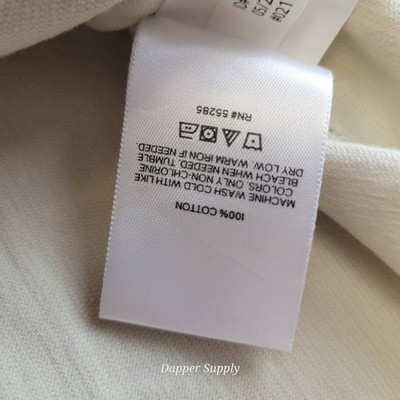 100% COTTON
MACHINE WASH COLD WITH LIKE
COLORS. ONLY NON-CHLORINE
BLEACH WHEN NEEDED. TUMBLE
DRY LOW. WARM IRON IF NEEDED.
RN# 55285
#021
Dapper Supply